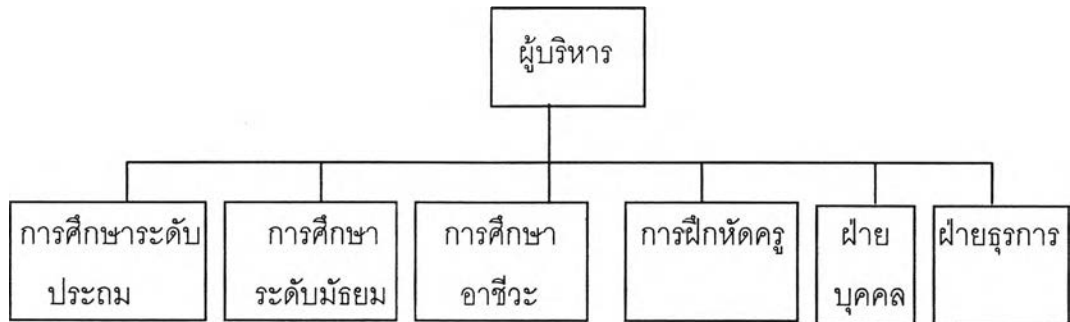 ผู้บริหาร
การศึกษาระดับ
ประถม
การศึกษา
ระดับมัธยม
การศึกษา
อาชีวะ
การฝึกหัดครู
ฝ่าย
บุคคล
ฝ่ายธุรการ